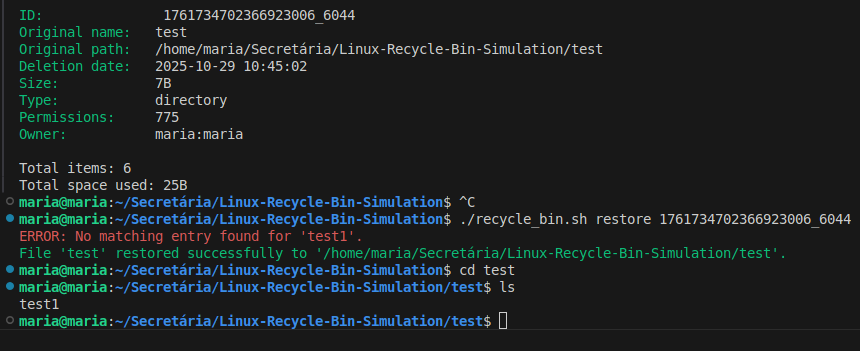 ID: 1761734702366923006_6044
Original name: test
Original path: /home/maria/Secretária/Linux-Recycle-Bin-Simulation/test
Deletion date: 2025-10-29 10:45:02
Size: 7B
Type: directory
Permissions: 775
Owner: maria:maria
Total items: 6
Total space used: 25B
maria@maria:~/Secretária/Linux-Recycle-Bin-Simulation$ ^C
maria@maria:~/Secretária/Linux-Recycle-Bin-Simulation$ ./recycle_bin.sh restore 1761734702366923006_6044
ERROR: No matching entry found for 'test1'.
File 'test' restored successfully to '/home/maria/Secretária/Linux-Recycle-Bin-Simulation/test'.
maria@maria:~/Secretária/Linux-Recycle-Bin-Simulation$ cd test
maria@maria:~/Secretária/Linux-Recycle-Bin-Simulation/test$ ls
test1
maria@maria:~/Secretária/Linux-Recycle-Bin-Simulation/test$